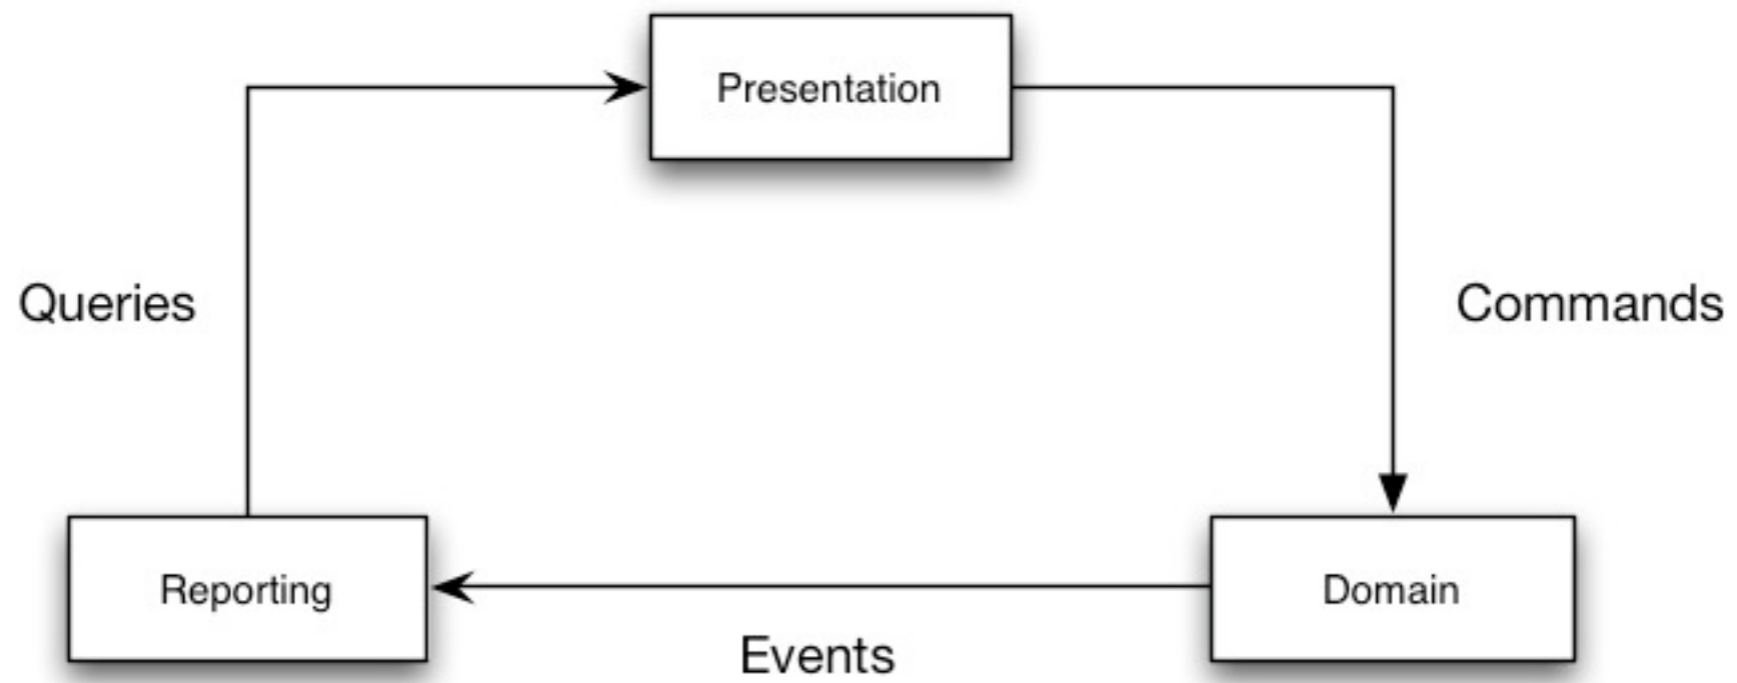 Presentation
Queries
Commands
Reporting
Domain
Events